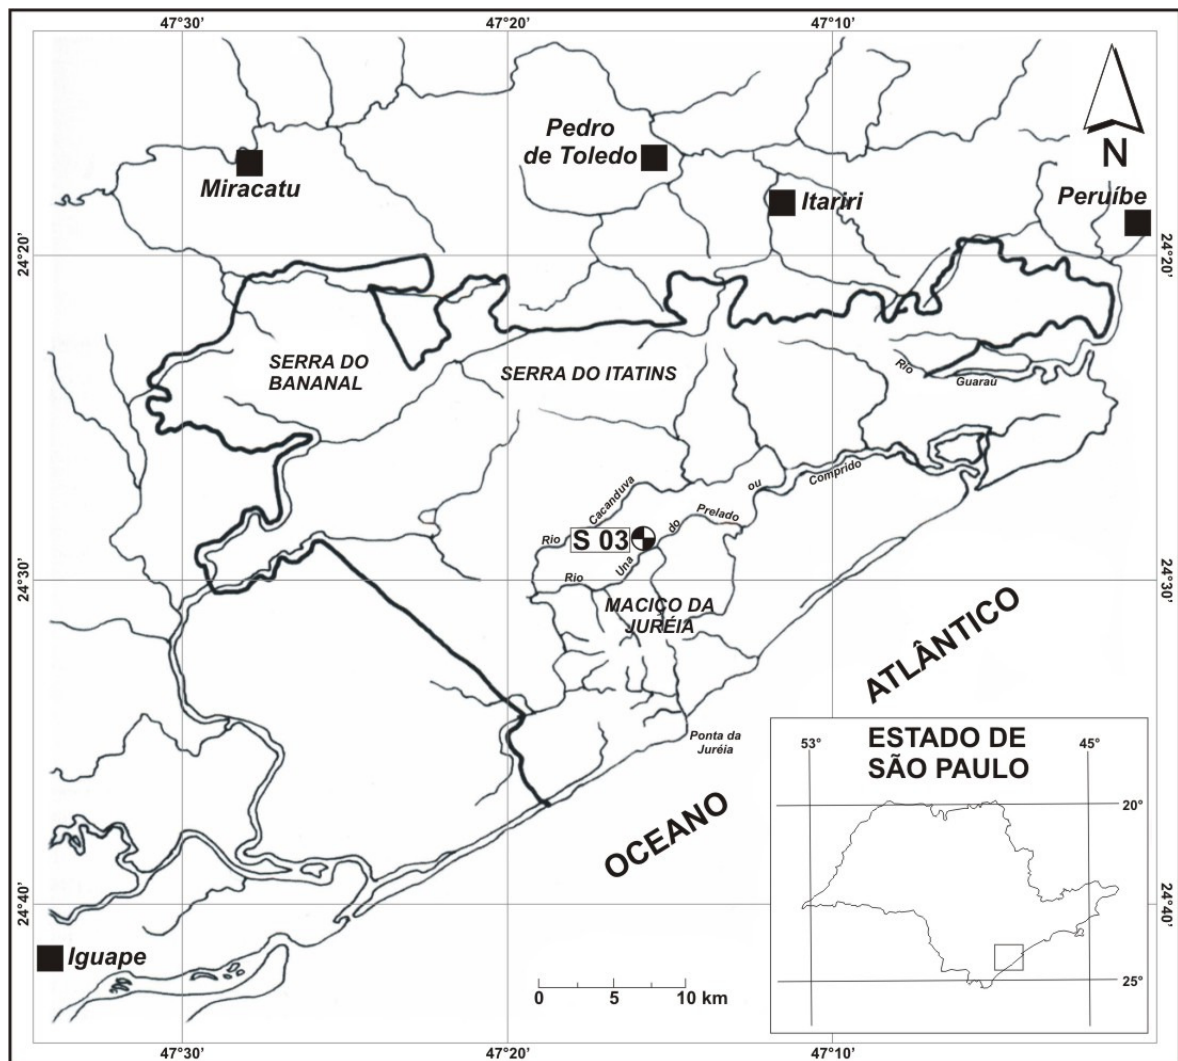 47°30'
47°20'
47°10'
N
Pedro
de Toledo
Miracatu
Itariri
Peruíbe
24°20'
24°20'
SERRA DO
BANANAL
SERRA DO ITATINS
Rio
Guaraü
Rio
Cacanduva
Rio
Una
do
Prelado
ou
Comprido
S 03
24°30'
24°30'
MACIÇO DA
JURÉIA
OCEANO
ATLÂNTICO
Ponta da
Juréia
ESTADO DE
SÃO PAULO
53°
45°
20°
25°
24°40'
24°40'
Iguape
0 5 10 km
47°30'
47°20'
47°10'